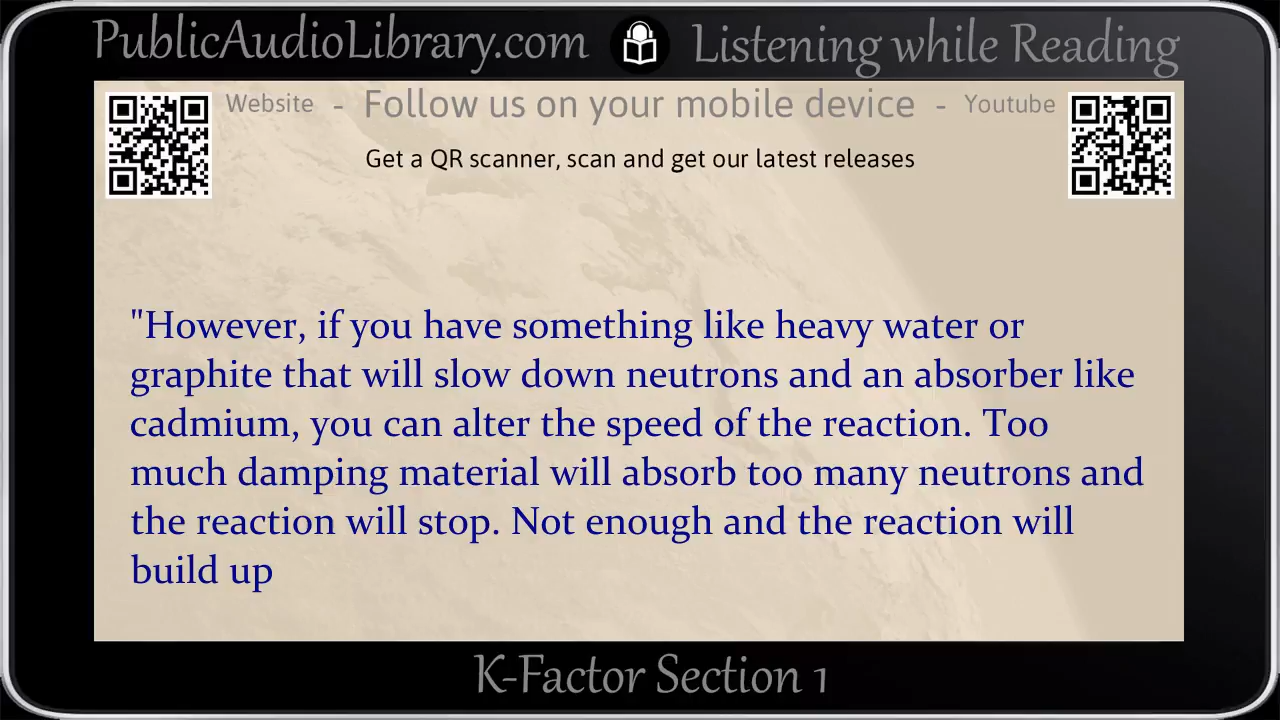 PublicAudioLibrary.com Listening while Reading
Website - Follow us on your mobile device - Youtube
Get a QR scanner, scan and get our latest releases
"However, if you have something like heavy water or
graphite that will slow down neutrons and an absorber like
cadmium, you can alter the speed of the reaction. Too
much damping material will absorb too many neutrons and
the reaction will stop. Not enough and the reaction will
build up
K-Factor Section 1